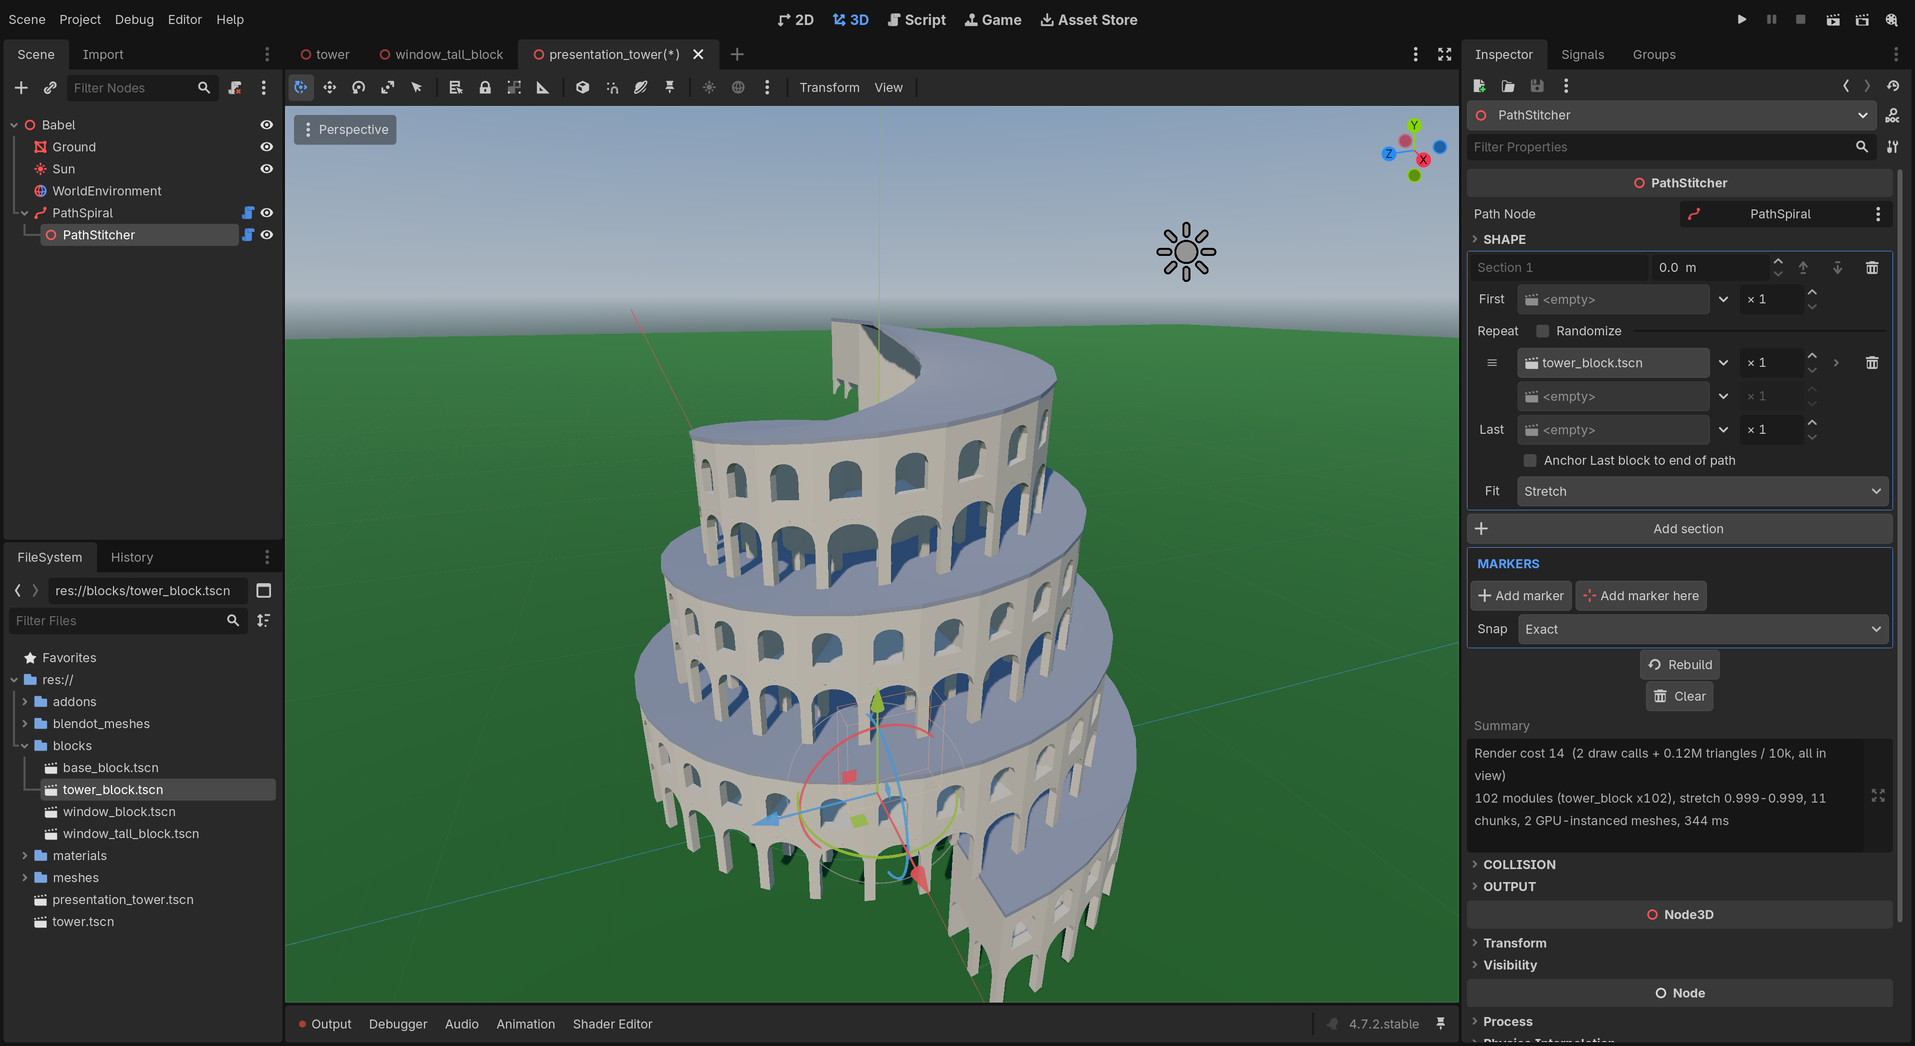 Scene Project Debug Editor Help
2D 3D Script Game Asset Store
Scene Import
Filter Nodes
Babel
Ground
Sun
WorldEnvironment
PathSpiral
PathStitcher
FileSystem History
res://blocks/tower_block.tscn
Filter Files
Favorites
res://
addons
blendot_meshes
blocks
base_block.tscn
tower_block.tscn
window_block.tscn
window_tall_block.tscn
materials
meshes
presentation_tower.tscn
tower.tscn
tower window_tall_block presentation_tower(*)
Transform View
Perspective
Y
Z
X
Output Debugger Audio Animation Shader Editor
4.7.2.stable
Inspector Signals Groups
PathStitcher
Filter Properties
PathStitcher
Path Node PathSpiral
SHAPE
Section 1 0.0 m
First <empty> × 1
Repeat Randomize
tower_block.tscn × 1
<empty> × 1
Last <empty> × 1
Anchor Last block to end of path
Fit Stretch
Add section
MARKERS
Add marker Add marker here
Snap Exact
Rebuild
Clear
Summary
Render cost 14 (2 draw calls + 0.12M triangles / 10k, all in
view)
102 modules (tower_block x102), stretch 0.999-0.999, 11
chunks, 2 GPU-instanced meshes, 344 ms
COLLISION
OUTPUT
Node3D
Transform
Visibility
Node
Process
Physics Interpolation